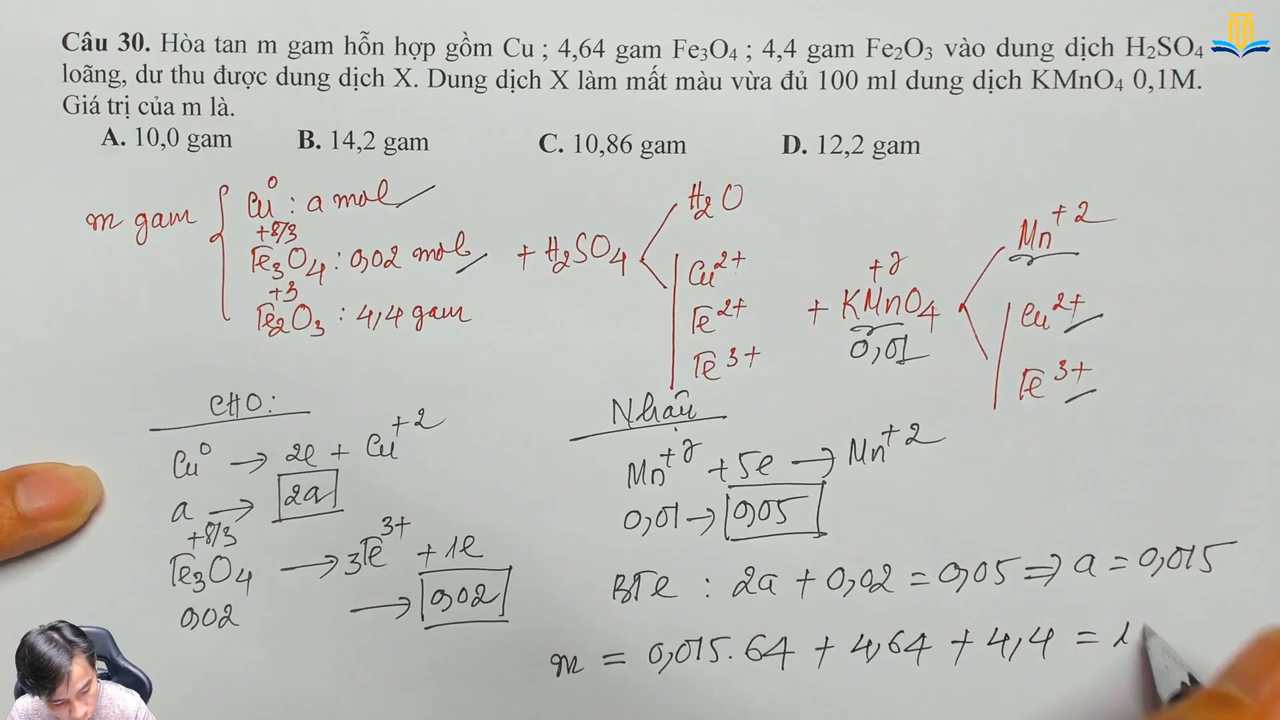 Câu 30. Hòa tan m gam hỗn hợp gồm Cu ; 4,64 gam Fe₃O₄ ; 4,4 gam Fe₂O₃ vào dung dịch H₂SO₄
loãng, dư thu được dung dịch X. Dung dịch X làm mất màu vừa đủ 100 ml dung dịch KMnO₄ 0,1M.
Giá trị của m là.
A. 10,0 gam B. 14,2 gam C. 10,86 gam D. 12,2 gam
m gam
Cu⁰ : a mol
+8/3
Fe₃O₄ : 0,02 mol
+3
Fe₂O₃ : 4,4 gam
+ H₂SO₄
H₂O
Cu²⁺
Fe²⁺
Fe³⁺
+7
+ KMnO₄
0,01
Mn⁺²
Cu²⁺
Fe³⁺
CHO:
Cu⁰ → 2e + Cu⁺²
a → 2a
+8/3
Fe₃O₄ → 3Fe³⁺ + 1e
0,02 → 0,02
Nhận
Mn⁺⁷ + 5e → Mn⁺²
0,01 → 0,05
BTe : 2a + 0,02 = 0,05 ⇒ a = 0,015
m = 0,015.64 + 4,64 + 4,4 = 1